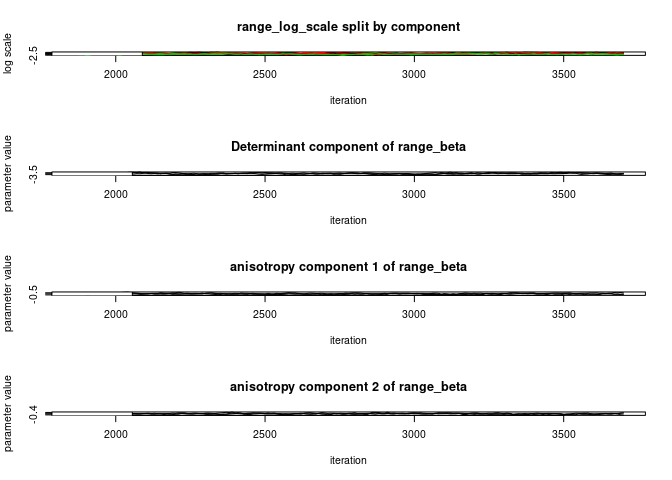 range_log_scale split by component
log scale
-2.5
2000 2500 3000 3500
iteration
Determinant component of range_beta
parameter value
-3.5
2000 2500 3000 3500
iteration
anisotropy component 1 of range_beta
parameter value
-0.5
2000 2500 3000 3500
iteration
anisotropy component 2 of range_beta
parameter value
-0.4
2000 2500 3000 3500
iteration